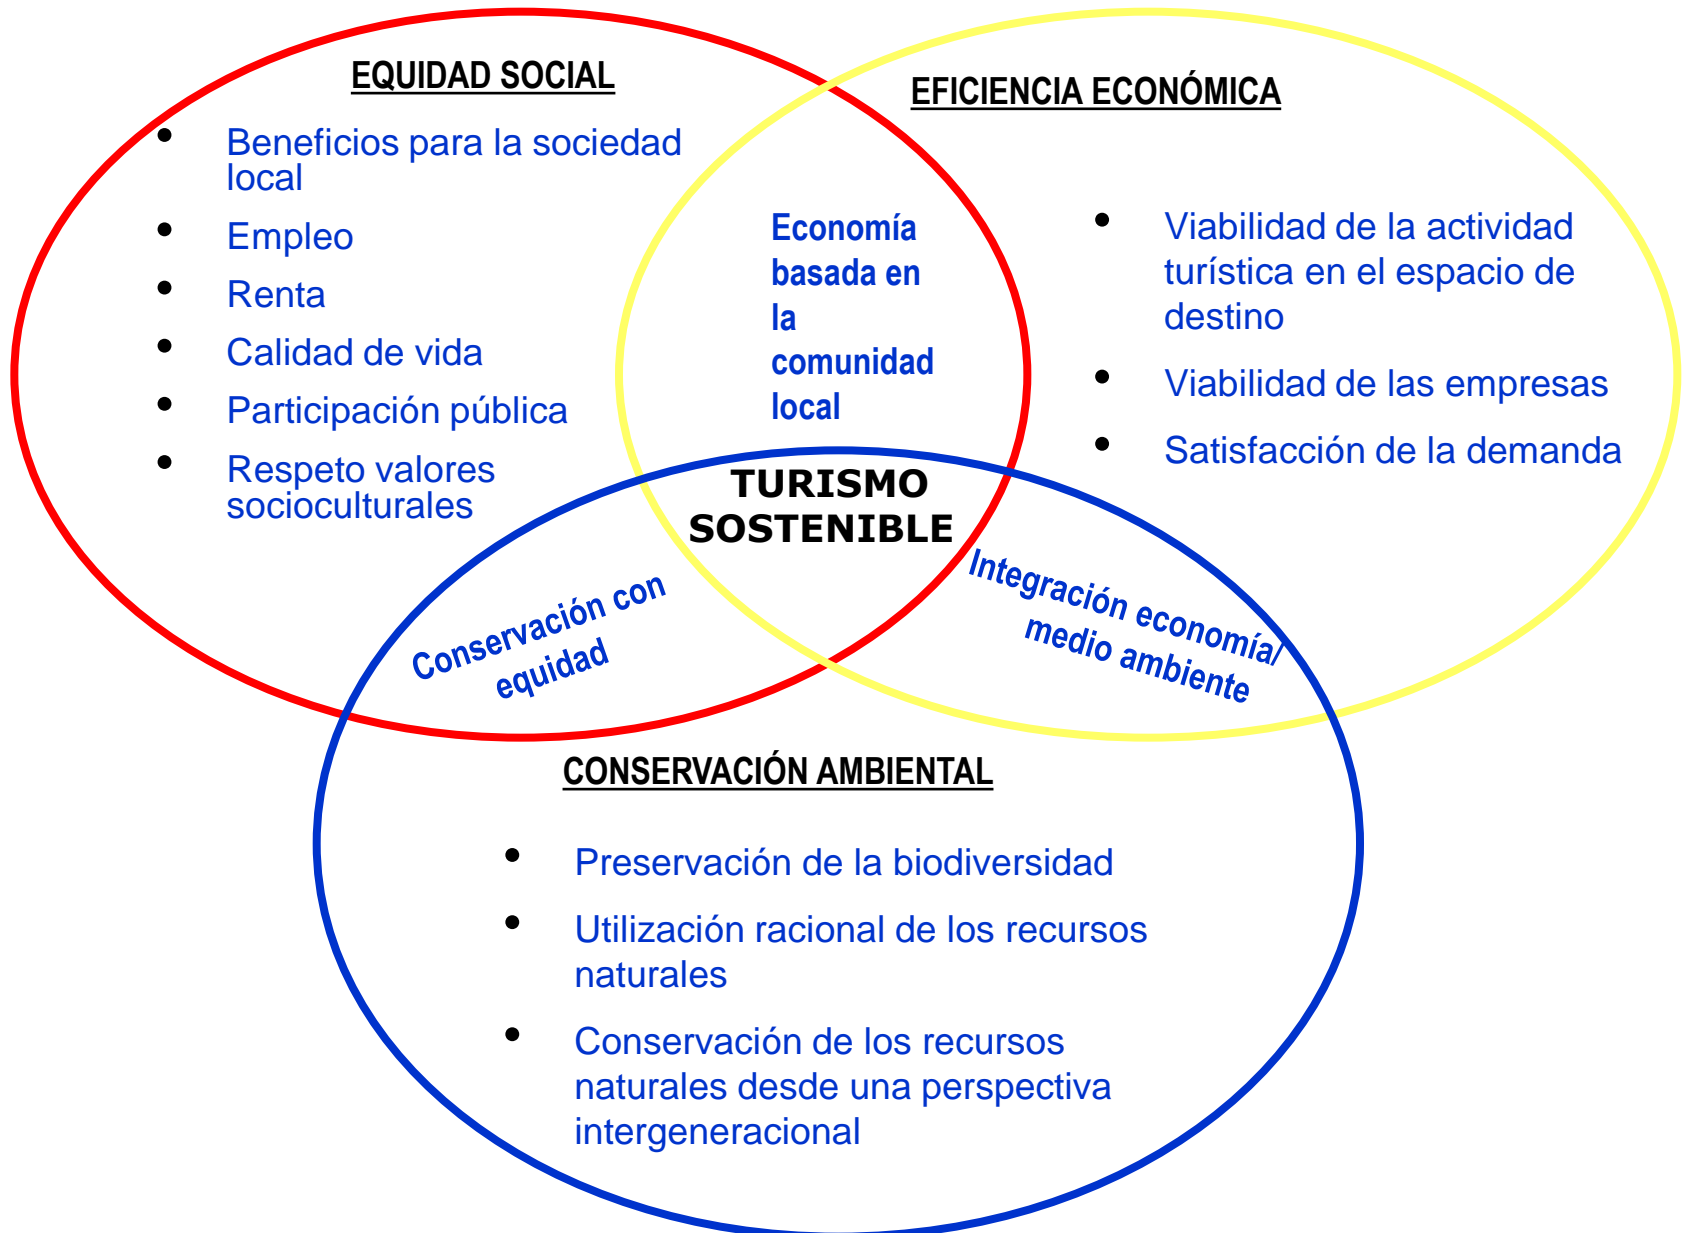 EQUIDAD SOCIAL
• Beneficios para la sociedad
local
• Empleo
• Renta
• Calidad de vida
• Participación pública
• Respeto valores
socioculturales
EFICIENCIA ECONÓMICA
• Viabilidad de la actividad
turística en el espacio de
destino
• Viabilidad de las empresas
• Satisfacción de la demanda
Economía
basada en
la
comunidad
local
TURISMO
SOSTENIBLE
Conservación con
equidad
Integración economía/
medio ambiente
CONSERVACIÓN AMBIENTAL
• Preservación de la biodiversidad
• Utilización racional de los recursos
naturales
• Conservación de los recursos
naturales desde una perspectiva
intergeneracional